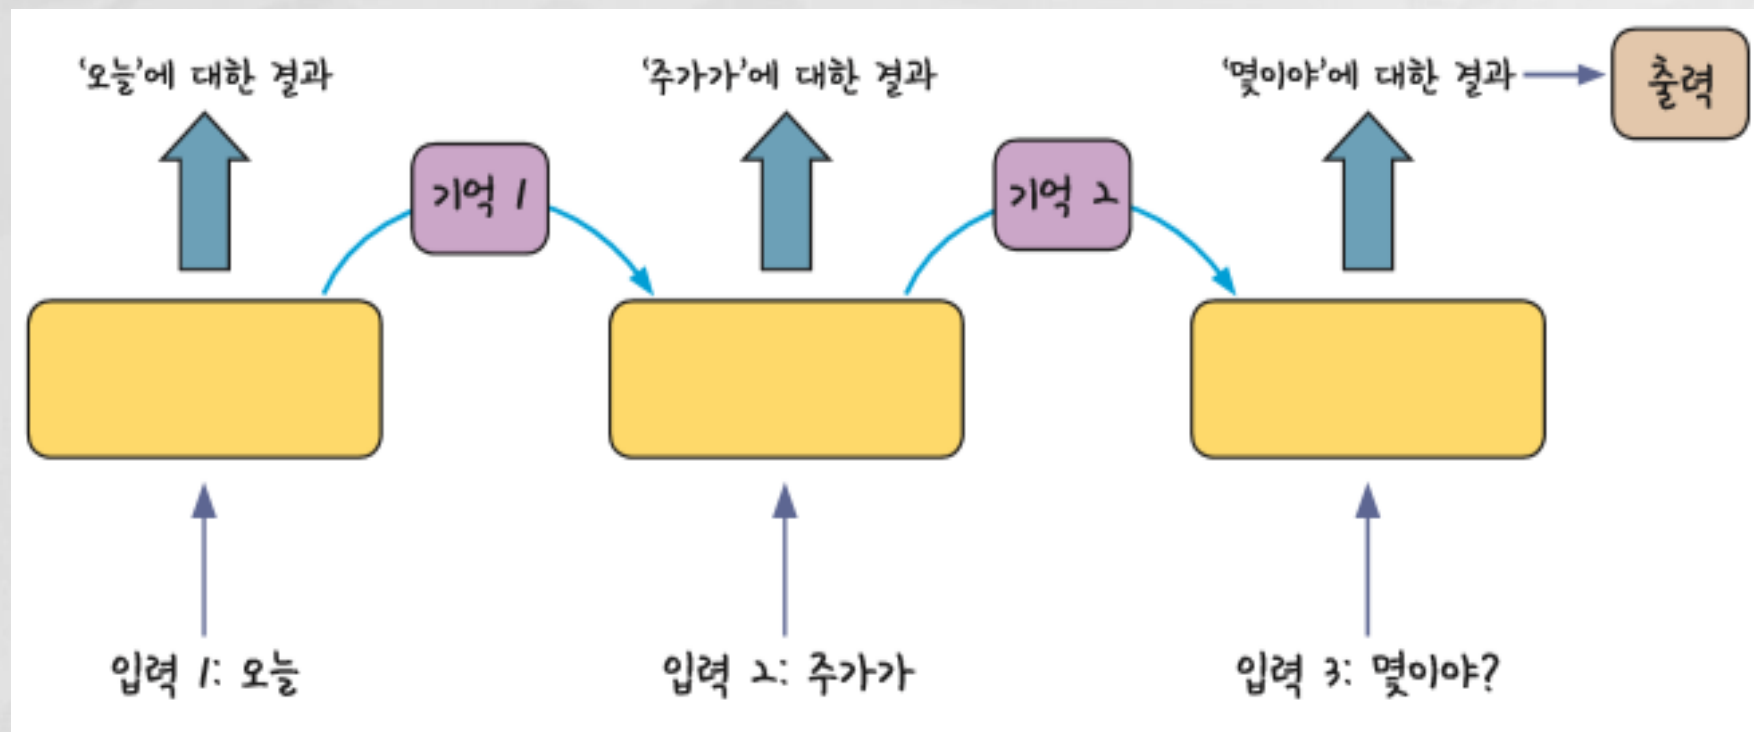 '오늘'에 대한 결과
'주가가'에 대한 결과
'몇이야'에 대한 결과
출력
기억 1
기억 2
입력 1: 오늘
입력 2: 주가가
입력 3: 몇이야?